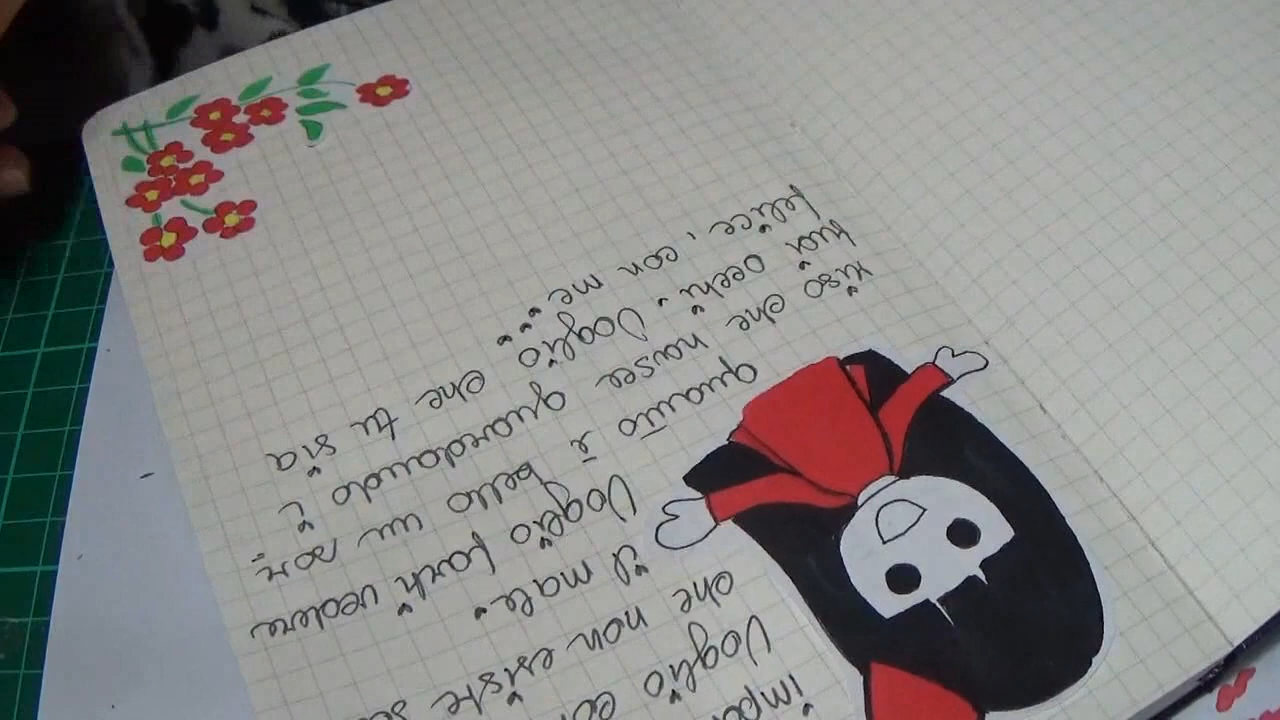 Voglio
che non esiste
il male.
Voglio farti vedere
quanto è bello un sor
riso che nasce guardando i
tuoi occhi. Voglio che tu sia
felice, con me ...